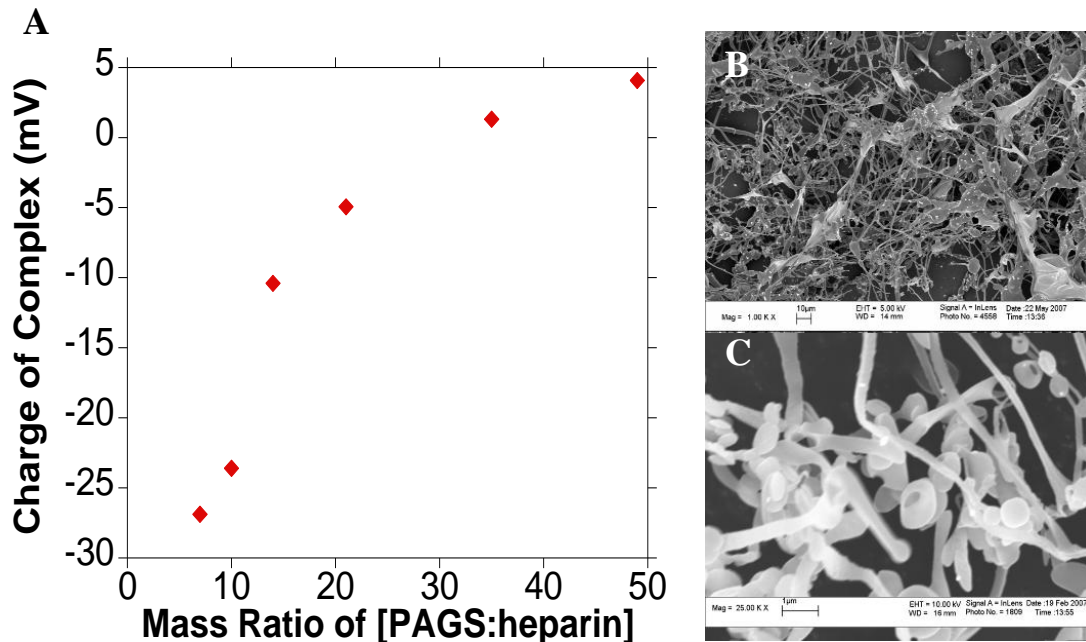 A
Charge of Complex (mV)
5
0
-5
-10
-15
-20
-25
-30
0
10
20
30
40
50
Mass Ratio of [PAGS:heparin]
B
Mag = 1.00 K X
10µm
EHT = 5.00 kV
WD = 14 mm
Signal A = InLens
Photo No. = 4558
Date :22 May 2007
Time :13:36
C
Mag = 25.00 K X
1µm
EHT = 10.00 kV
WD = 16 mm
Signal A = InLens
Photo No. = 1809
Date :19 Feb 2007
Time :13:55